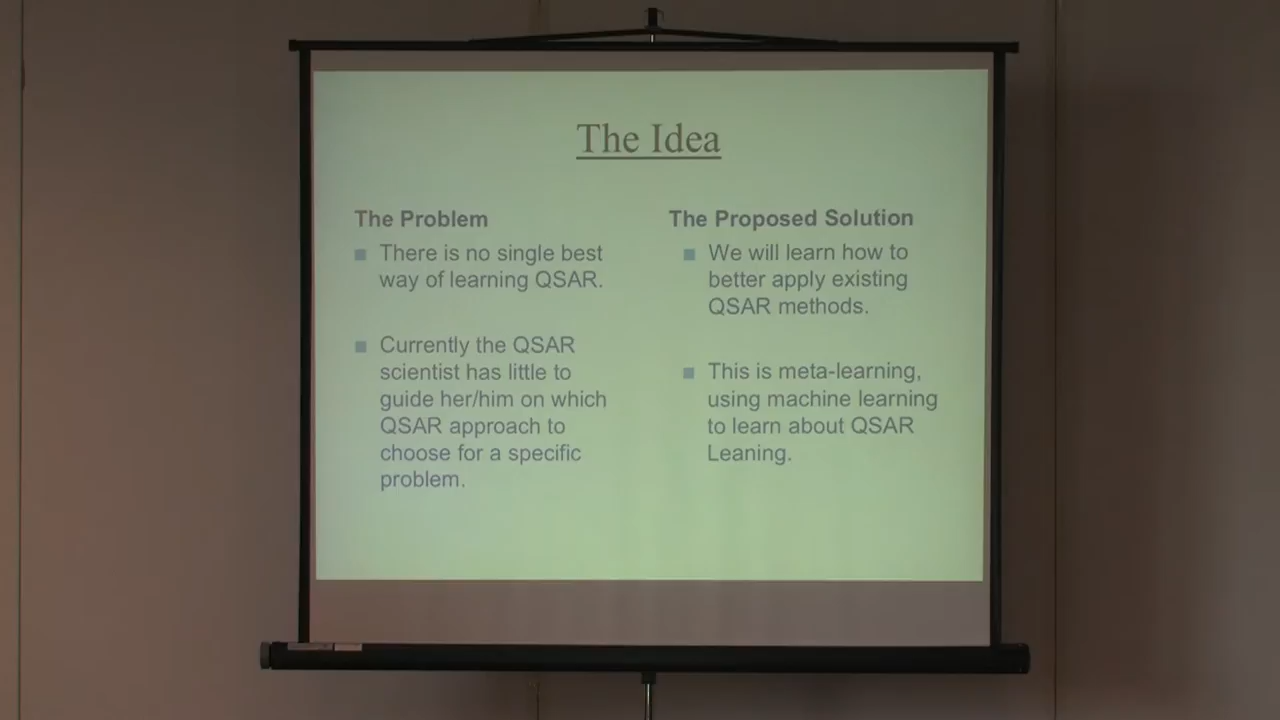 The Idea
The Problem
There is no single best
way of learning QSAR.
Currently the QSAR
scientist has little to
guide her/him on which
QSAR approach to
choose for a specific
problem.
The Proposed Solution
We will learn how to
better apply existing
QSAR methods.
This is meta-learning,
using machine learning
to learn about QSAR
Leaning.